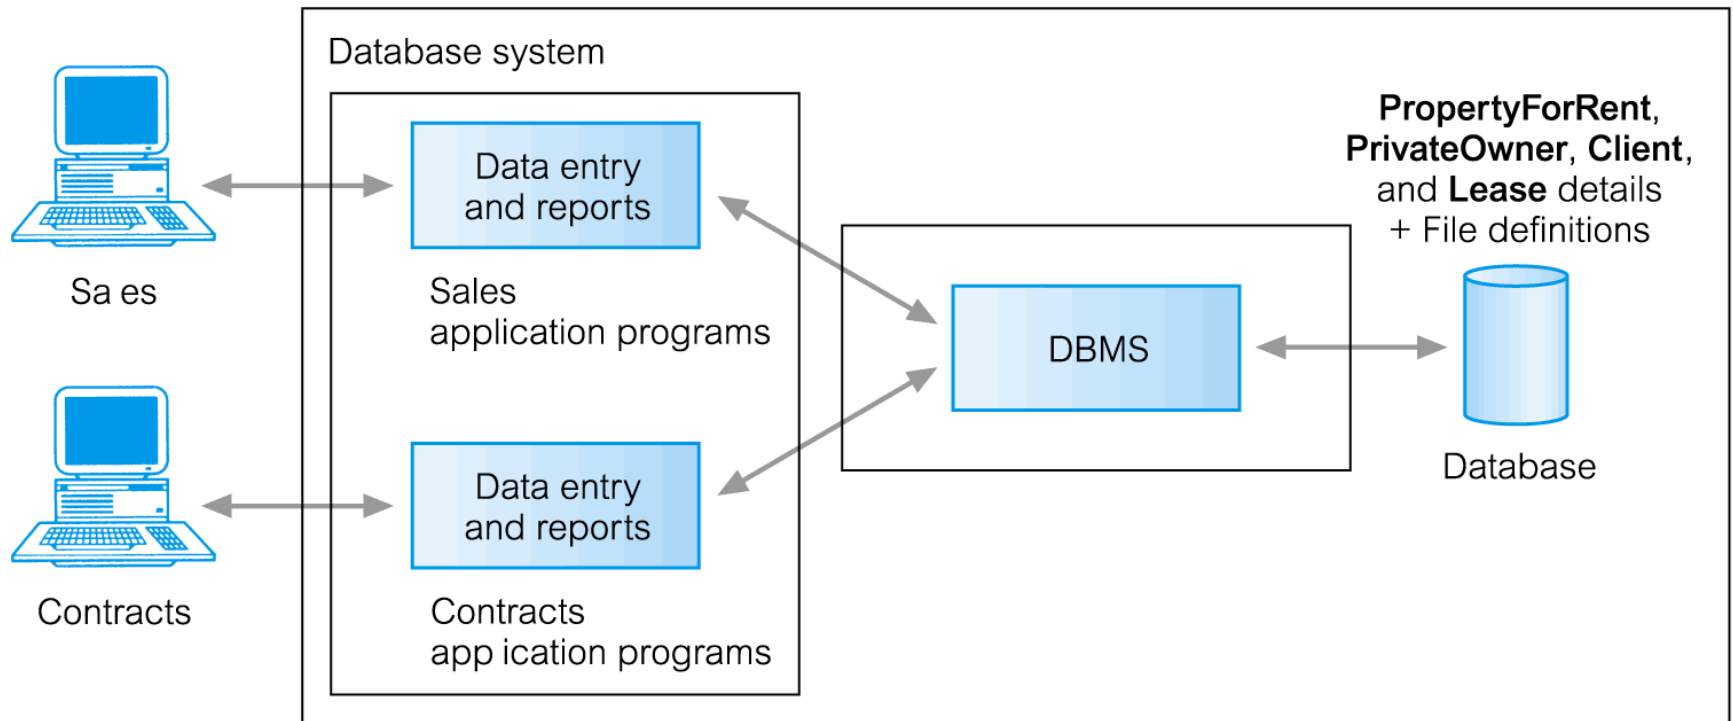 Database system
PropertyForRent,
PrivateOwner, Client,
and Lease details
+ File definitions
Data entry
and reports
Sa es
Sales
application programs
DBMS
Database
Data entry
and reports
Contracts
Contracts
app ication programs